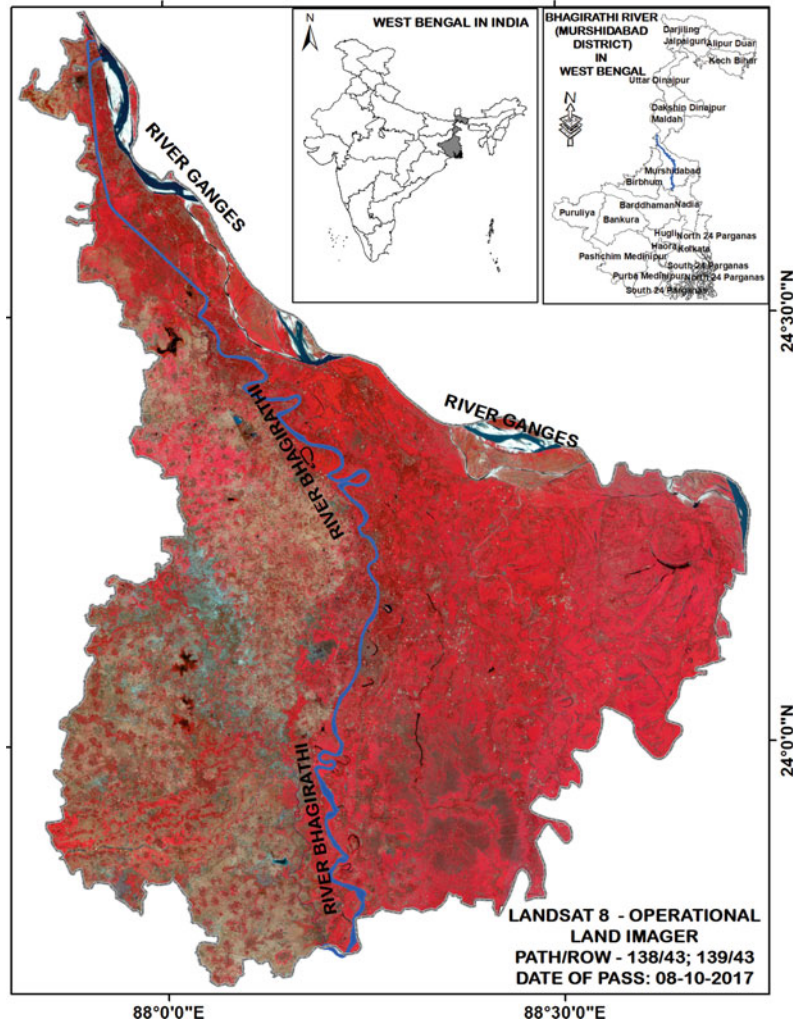 WEST BENGAL IN INDIA
N
BHAGIRATHI RIVER
(MURSHIDABAD
DISTRICT)
IN
WEST BENGAL
N
Darjiling
Jalpaiguri
Alipur Duar
Koch Bihar
Uttar Dinajpur
Dakshin Dinajpur
Maldah
Murshidabad
Birbhum
Barddhaman
Nadia
Puruliya
Bankura
Hugli
North 24 Parganas
Haora
Kolkata
Pashchim Medinipur
South 24 Parganas
Purba Medinipur
North 24 Parganas
South 24 Parganas
RIVER GANGES
RIVER GANGES
RIVER BHAGIRATHI
RIVER BHAGIRATHI
24°30'0"N
24°0'0"N
LANDSAT 8 - OPERATIONAL
LAND IMAGER
PATH/ROW - 138/43; 139/43
DATE OF PASS: 08-10-2017
88°0'0"E
88°30'0"E